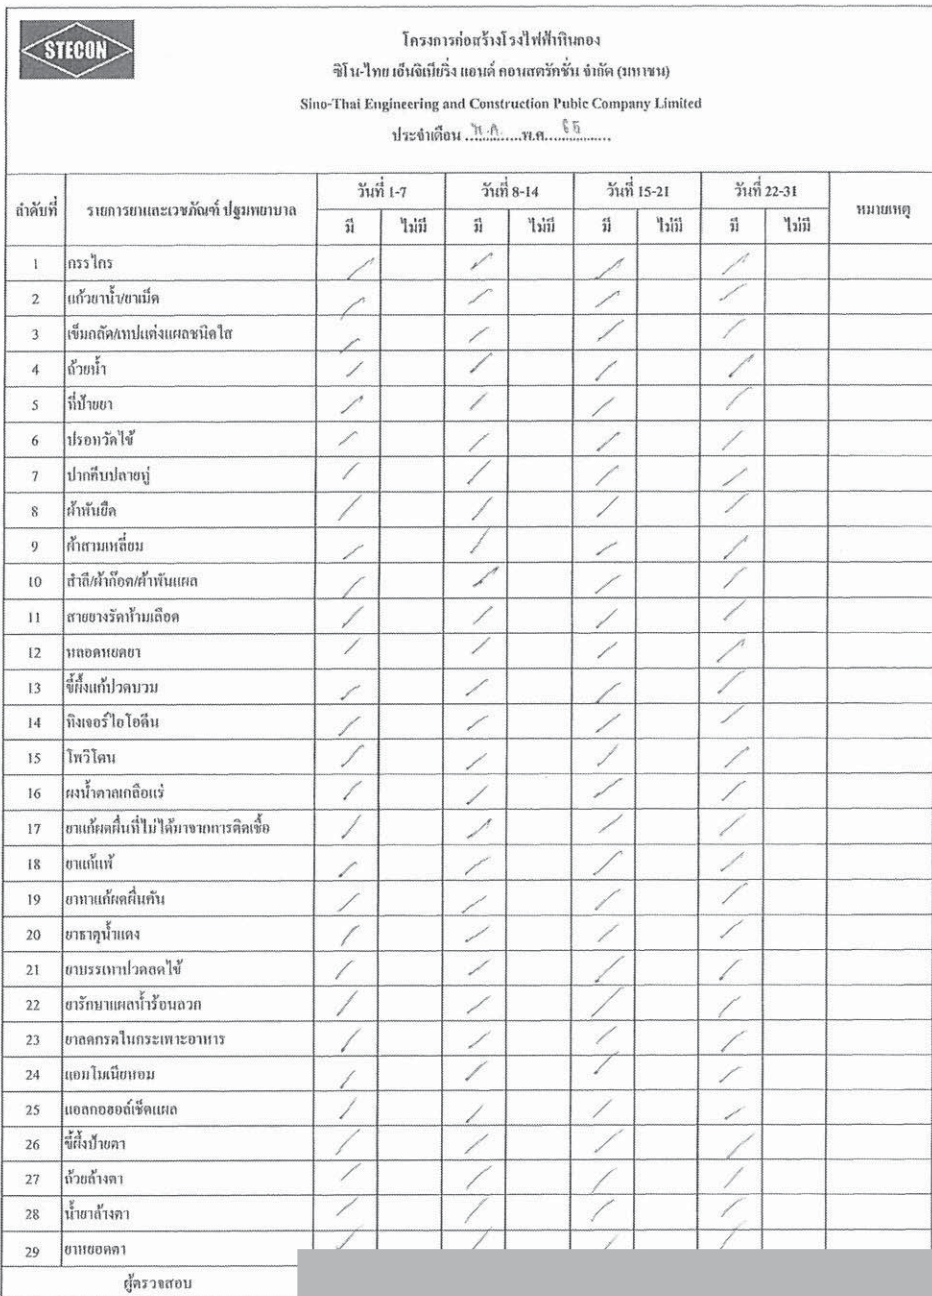 STECON
โครงการก่อสร้างโรงไฟฟ้าหินกอง
ซิโน-ไทย เอ็นจิเนียริ่ง แอนด์ คอนสตรัคชั่น จำกัด (มหาชน)
Sino-Thai Engineering and Construction Pubic Company Limited
ประจำเดือน .............พ.ศ. 65
ลำดับที่ รายการยาและเวชภัณฑ์ ปฐมพยาบาล วันที่ 1-7 วันที่ 8-14 วันที่ 15-21 วันที่ 22-31 หมายเหตุ
มี ไม่มี มี ไม่มี มี ไม่มี มี ไม่มี
1 กรรไกร / / / /
2 แก้วยาน้ำ/ยาเม็ด / / / /
3 เข็มกลัด/เทปแต่งแผลชนิดใส / / / /
4 ถ้วยน้ำ / / / /
5 ที่ป้ายยา / / / /
6 ปรอทวัดไข้ / / / /
7 ปากคีบปลายทู่ / / / /
8 ผ้าพันยืด / / / /
9 ผ้าสามเหลี่ยม / / / /
10 สำลี/ผ้าก๊อต/ผ้าพันแผล / / / /
11 สายยางรัดห้ามเลือด / / / /
12 หลอดหยดยา / / / /
13 ขี้ผึ้งแก้ปวดบวม / / / /
14 ทิงเจอร์ไอโอดีน / / / /
15 โพวิโดน / / / /
16 ผงน้ำตาลเกลือแร่ / / / /
17 ยาแก้ผดผื่นที่ไม่ได้มาจากการติดเชื้อ / / / /
18 ยาแก้แพ้ / / / /
19 ยาทาแก้ผดผื่นคัน / / / /
20 ยาธาตุน้ำแดง / / / /
21 ยาบรรเทาปวดลดไข้ / / / /
22 ยารักษาแผลน้ำร้อนลวก / / / /
23 ยาลดกรดในกระเพาะอาหาร / / / /
24 แอมโมเนียหอม / / / /
25 แอลกอฮอล์เช็ดแผล / / / /
26 ขี้ผึ้งป้ายตา / / / /
27 ถ้วยล้างตา / / / /
28 น้ำยาล้างตา / / / /
29 ยาหยอดตา / / / /
ผู้ตรวจสอบ